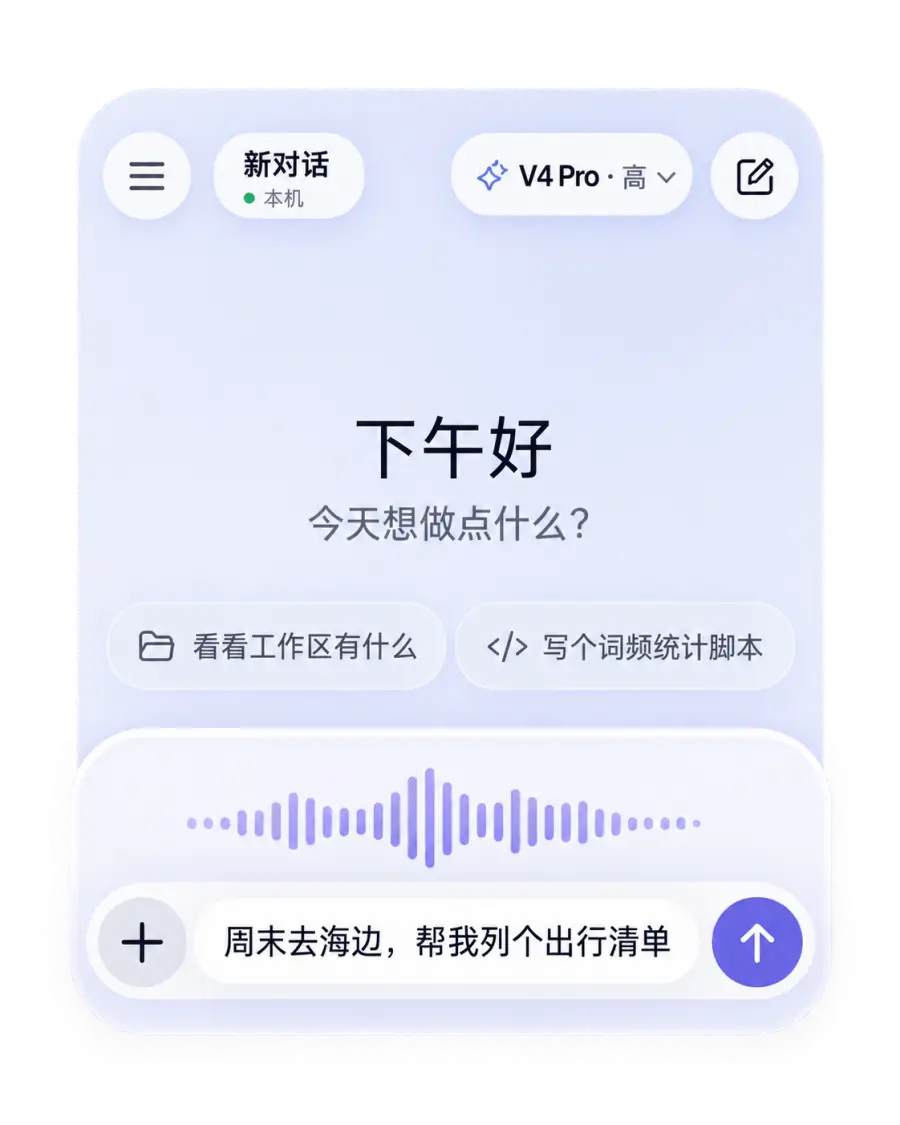 新对话
本机
V4 Pro · 高
下午好
今天想做点什么？
看看工作区有什么
</> 写个词频统计脚本
周末去海边，帮我列个出行清单